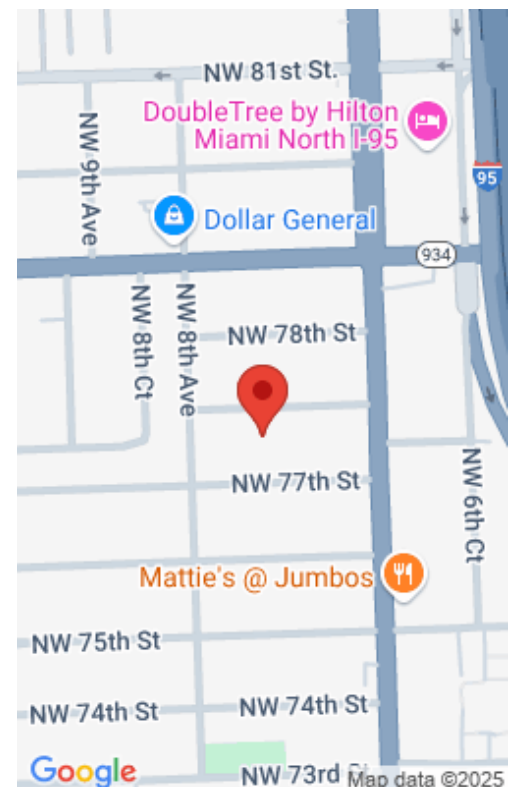 NW 81st St.
DoubleTree by Hilton
Miami North I-95
NW 9th Ave
95
Dollar General
934
NW 8th Ct
NW 8th Ave
NW 78th St
NW 77th St
NW 6th Ct
Mattie's @ Jumbos
NW 75th St
NW 74th St
NW 74th St
Google
NW 73rd St
Map data ©2025